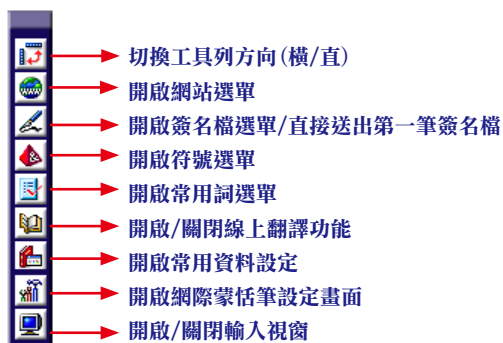 切換工具列方向(橫/直)
WWW
開啟網站選單
開啟簽名檔選單/直接送出第一筆簽名檔
開啟符號選單
開啟常用詞選單
開啟/關閉線上翻譯功能
開啟常用資料設定
開啟網際蒙恬筆設定畫面
開啟/關閉輸入視窗